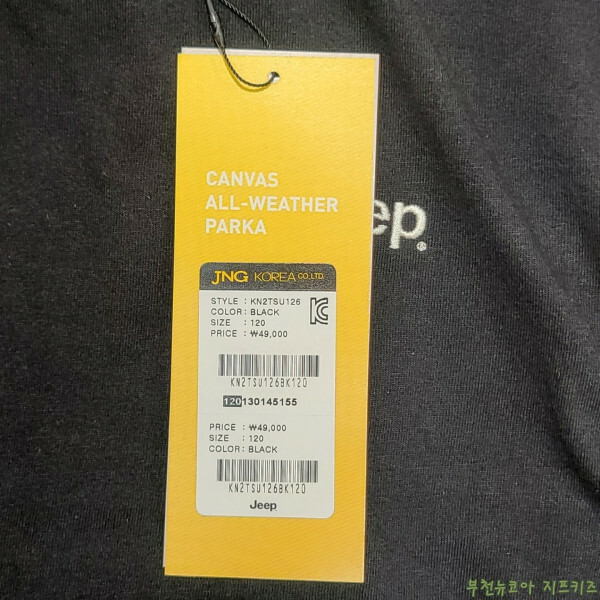 CANVAS
ALL-WEATHER
PARKA
ep.
JNG KOREA CO.,LTD.
STYLE : KN2TSU126
COLOR : BLACK
SIZE : 120
PRICE : ₩49,000
KN2TSU126BK120
120130145155
PRICE : ₩49,000
SIZE : 120
COLOR : BLACK
KN2TSU126BK120
Jeep
부천뉴코아 지프키즈